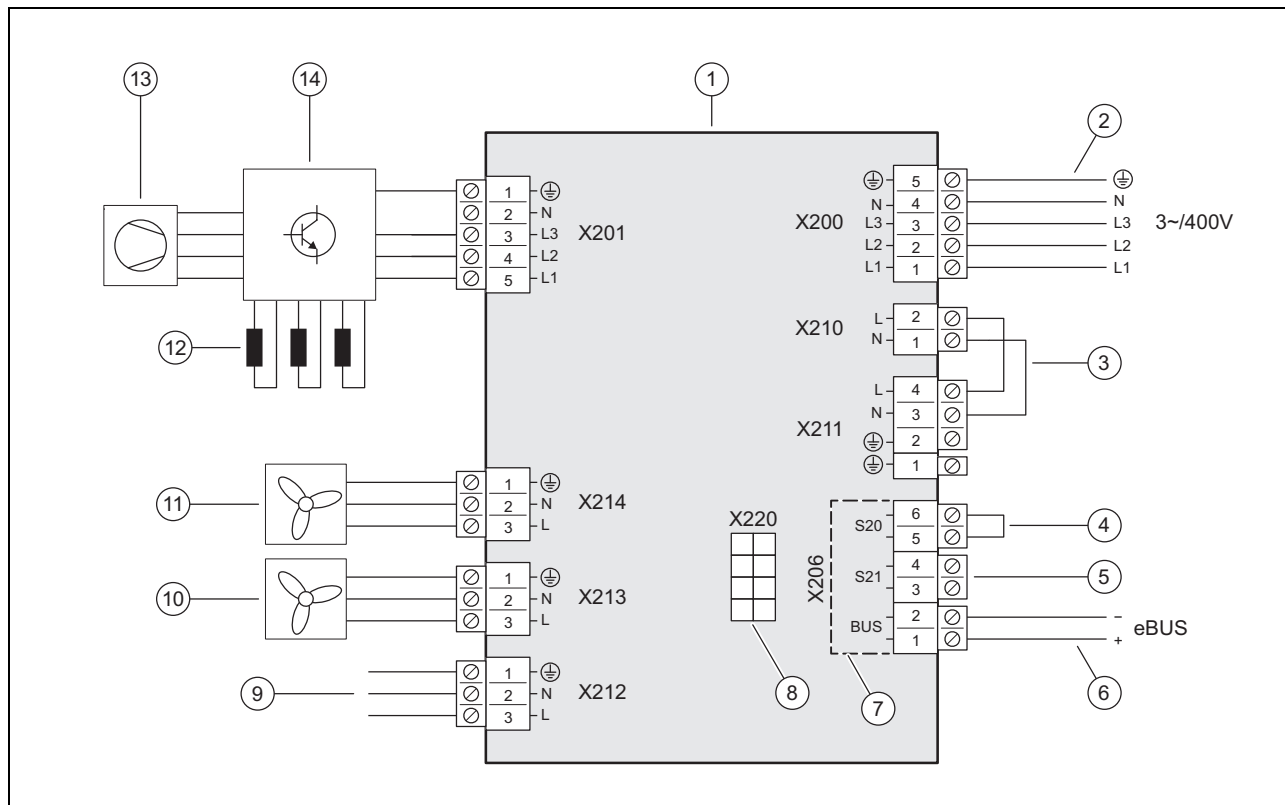 13
14
1
2
1
2 N
3 L3
4 L2
5 L1
X201
X200
5
N 4
L3 3
L2 2
L1 1
N
L3
L2
L1
3~/400V
12
X210
L 2
N 1
3
X211
L 4
N 3
2
1
11
1
2 N
3 L
X214
10
1
2 N
3 L
X213
9
1
2 N
3 L
X212
X220
8
X206
S20
6
5
4
S21
4
3
5
BUS
2
1
−
+
eBUS
7
6